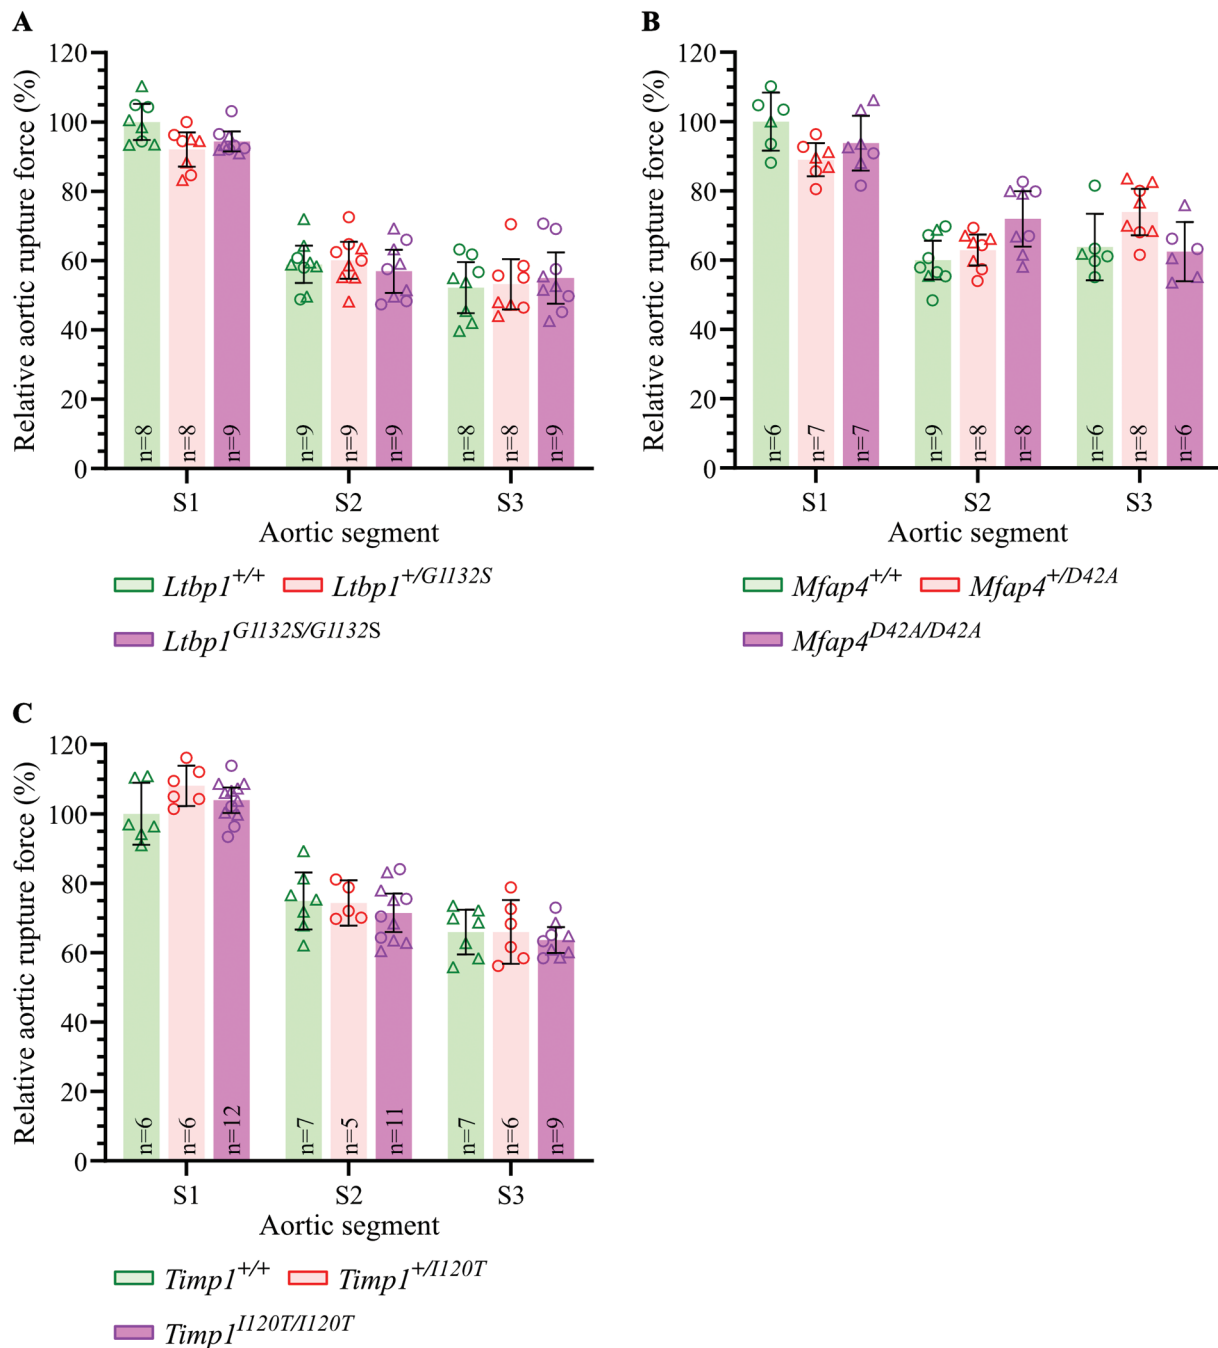 A
Relative aortic rupture force (%)
120
100
80
60
40
20
0
n=8
n=8
n=9
n=9
n=9
n=9
n=8
n=8
n=9
S1
S2
S3
Aortic segment
Ltbp1+/+
Ltbp1+/G1132S
Ltbp1G1132S/G1132S
B
Relative aortic rupture force (%)
120
100
80
60
40
20
0
n=6
n=7
n=7
n=9
n=8
n=8
n=6
n=8
n=6
S1
S2
S3
Aortic segment
Mfap4+/+
Mfap4+/D42A
Mfap4D42A/D42A
C
Relative aortic rupture force (%)
120
100
80
60
40
20
0
n=6
n=6
n=12
n=7
n=5
n=11
n=7
n=6
n=9
S1
S2
S3
Aortic segment
Timp1+/+
Timp1+/I120T
Timp1I120T/I120T